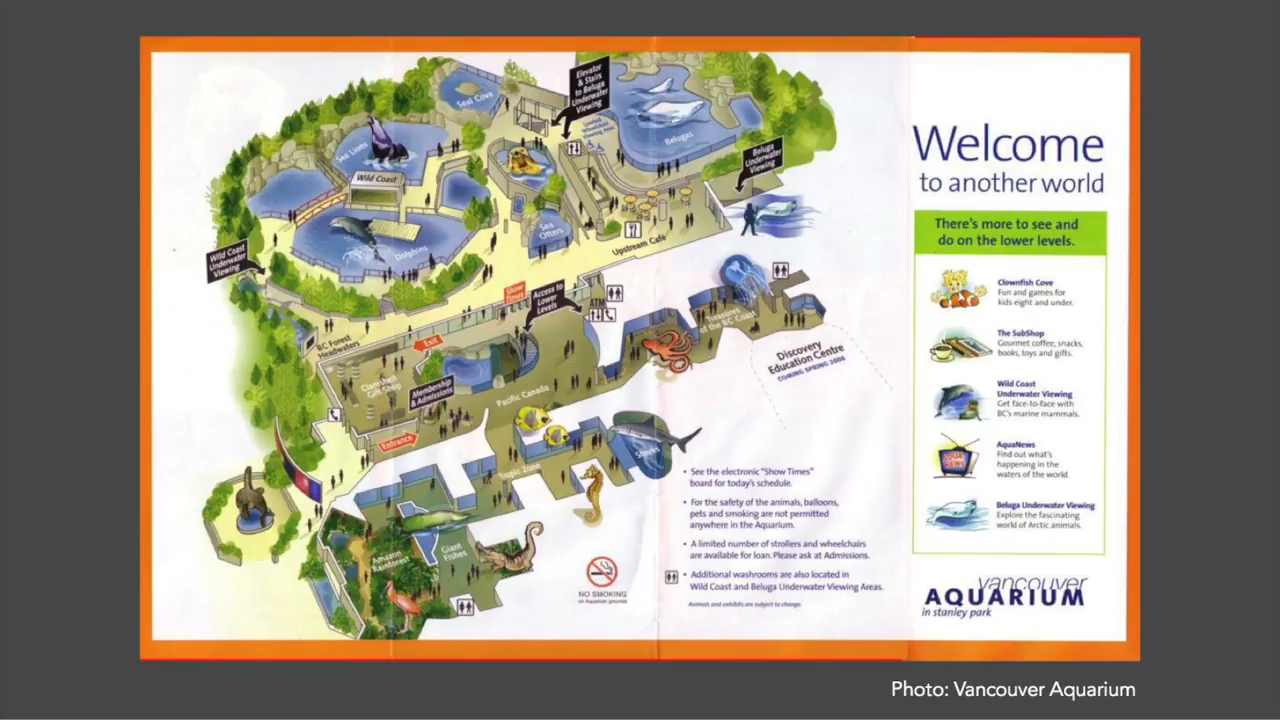 Elevator
& Stairs
to Beluga
Underwater
Viewing
Seal Cove
Limited
Wheelchair
Viewing Area
Belugas
Sea Lions
Beluga
Underwater
Viewing
Wild Coast
Sea
Otters
Dolphins
Upstream Café
Wild Coast
Underwater
Viewing
Show
Times
Access to
Lower
Levels
ATM
Treasures
of the BC Coast
BC Forest
Headwaters
Exit
Discovery
Education Centre
COMING SPRING 2006
Clamshell
Gift Shop
Membership
& Admissions
Pacific Canada
Entrance
Sharks
Tropic Zone
Amazon
Rainforest
Giant
Fishes
NO SMOKING
on Aquarium grounds
• See the electronic "Show Times"
board for today's schedule.
• For the safety of the animals, balloons,
pets and smoking are not permitted
anywhere in the Aquarium.
• A limited number of strollers and wheelchairs
are available for loan. Please ask at Admissions.
• Additional washrooms are also located in
Wild Coast and Beluga Underwater Viewing Areas.
Animals and exhibits are subject to change.
Welcome
to another world
There's more to see and
do on the lower levels.
Clownfish Cove
Fun and games for
kids eight and under.
The SubShop
Gourmet coffee, snacks,
books, toys and gifts.
Wild Coast
Underwater Viewing
Get face-to-face with
BC's marine mammals.
AQUA
NEWS
AquaNews
Find out what's
happening in the
waters of the world.
Beluga Underwater Viewing
Explore the fascinating
world of Arctic animals.
vancouver
AQUARIUM
in stanley park
Photo: Vancouver Aquarium